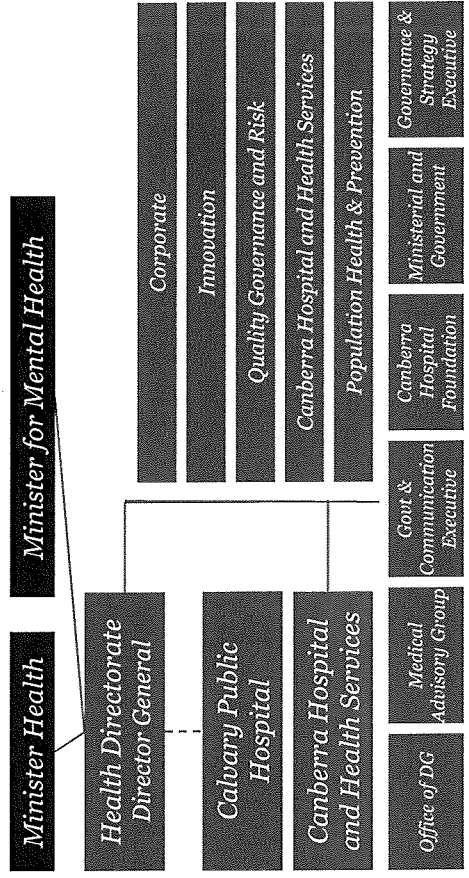 Minister Health
Minister for Mental Health
Health Directorate
Director General
Calvary Public
Hospital
Canberra Hospital
and Health Services
Corporate
Innovation
Quality Governance and Risk
Canberra Hospital and Health Services
Population Health & Prevention
Office of DG
Medical
Advisory Group
Govt &
Communication
Executive
Canberra
Hospital
Foundation
Ministerial and
Government
Governance &
Strategy
Executive